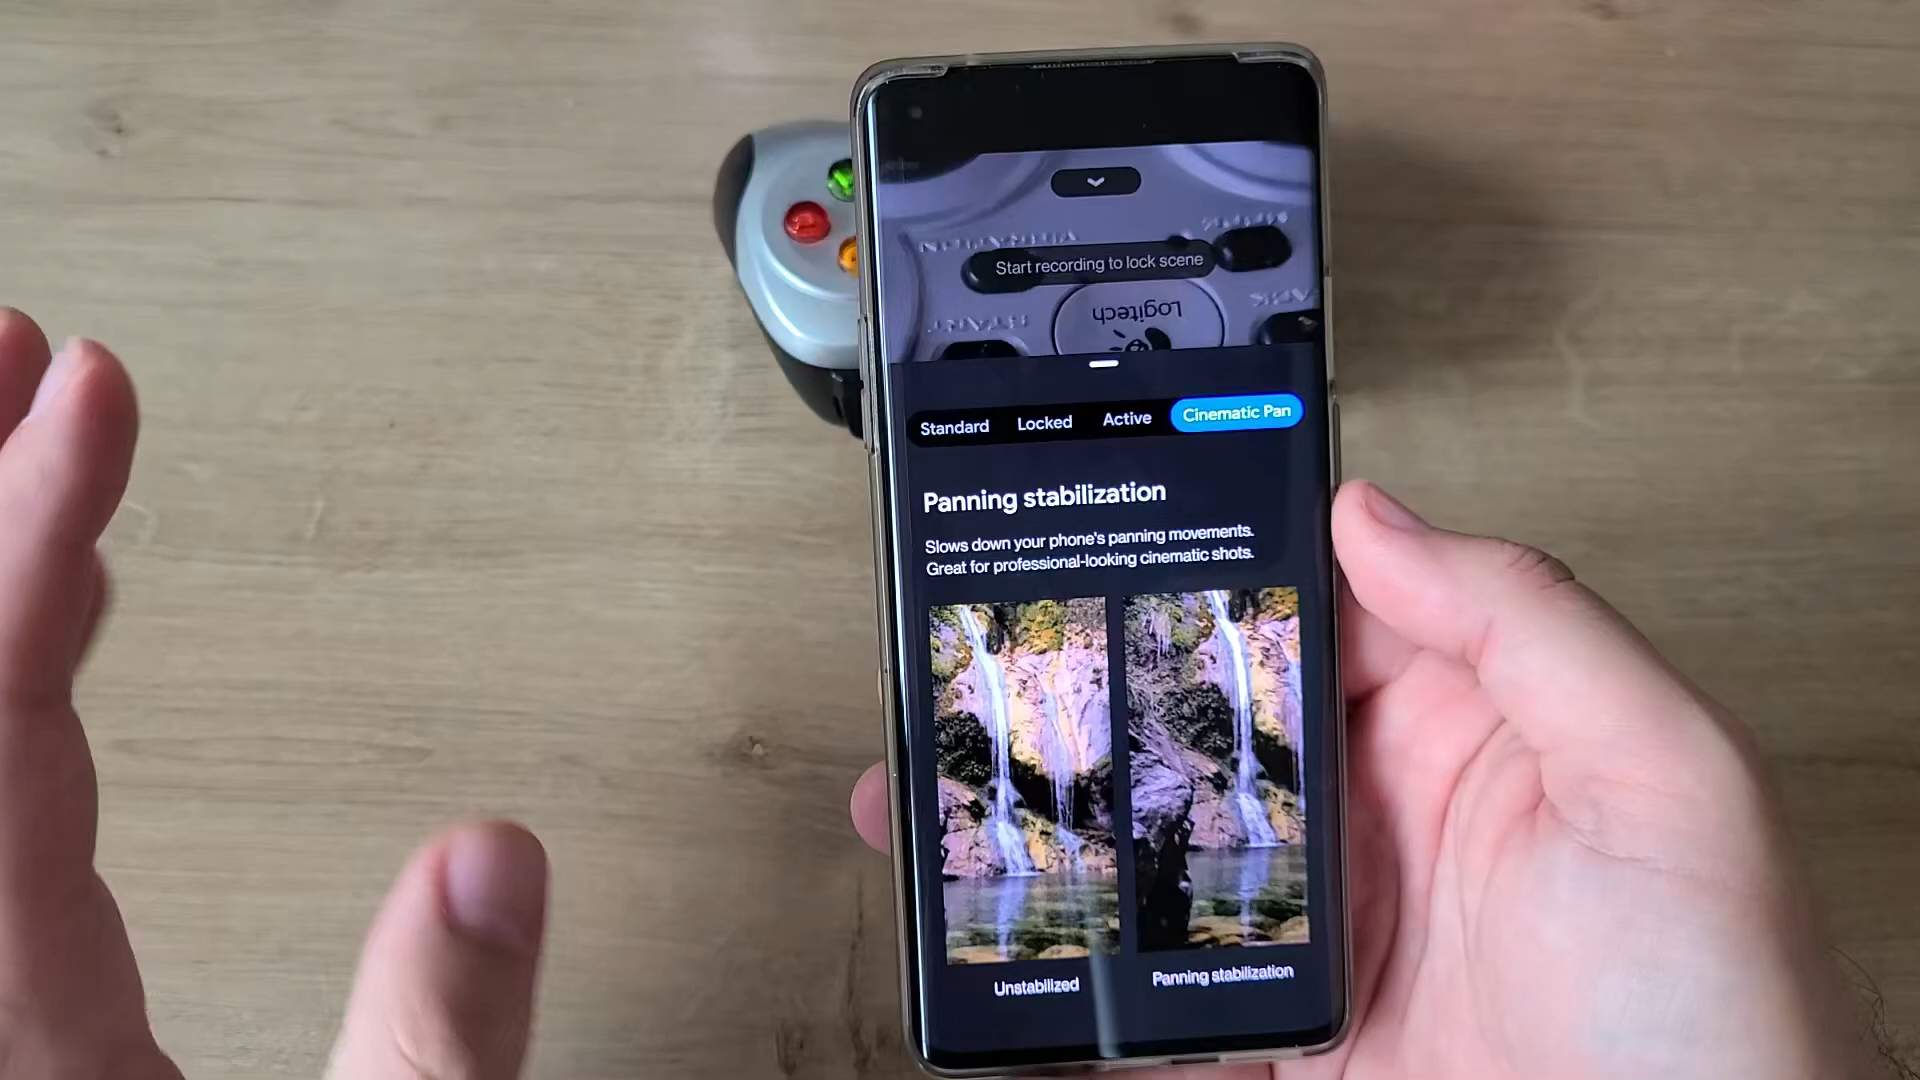 Start recording to lock scene
Logitech
Standard Locked Active Cinematic Pan
Panning stabilization
Slows down your phone's panning movements.
Great for professional-looking cinematic shots.
Unstabilized Panning stabilization